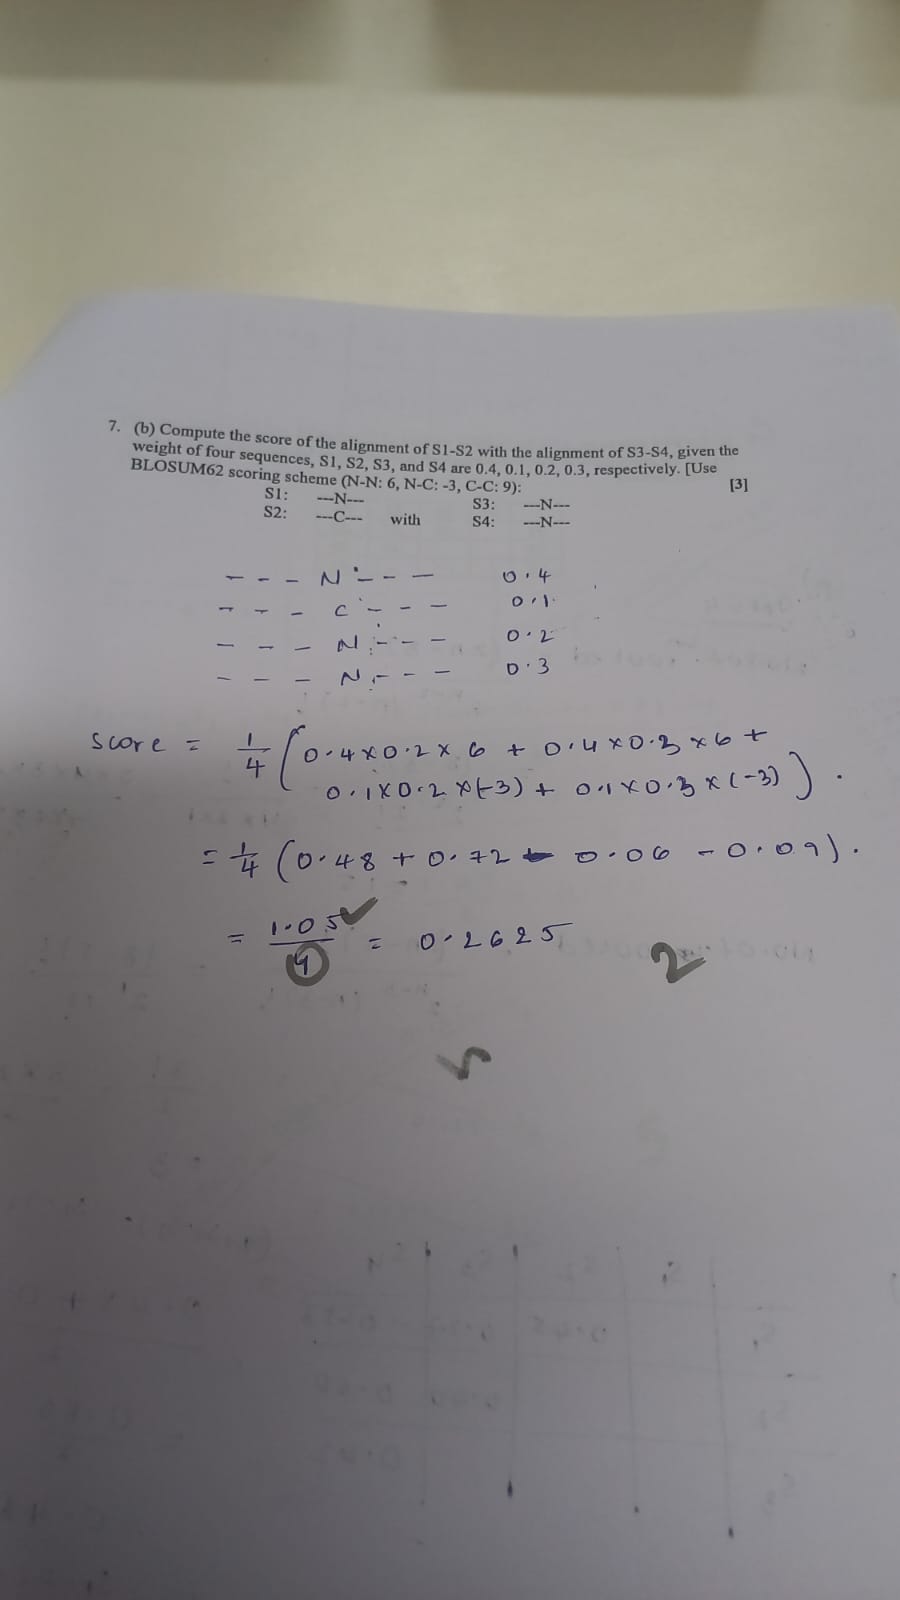 7. (b) Compute the score of the alignment of S1-S2 with the alignment of S3-S4, given the
weight of four sequences, S1, S2, S3, and S4 are 0.4, 0.1, 0.2, 0.3, respectively. [Use
BLOSUM62 scoring scheme (N-N: 6, N-C: -3, C-C: 9): [3]
S1: ---N--- S3: ---N---
S2: ---C--- with S4: ---N---
- - - N - - - 0.4
- - - C - - - 0.1
- - - N - - - 0.2
- - - N - - - 0.3
Score = 1/4 (0.4×0.2×6 + 0.4×0.3×6 +
0.1×0.2×(-3) + 0.1×0.3×(-3)).
= 1/4 (0.48 + 0.72 - 0.06 - 0.09).
= 1.05/4 = 0.2625
2